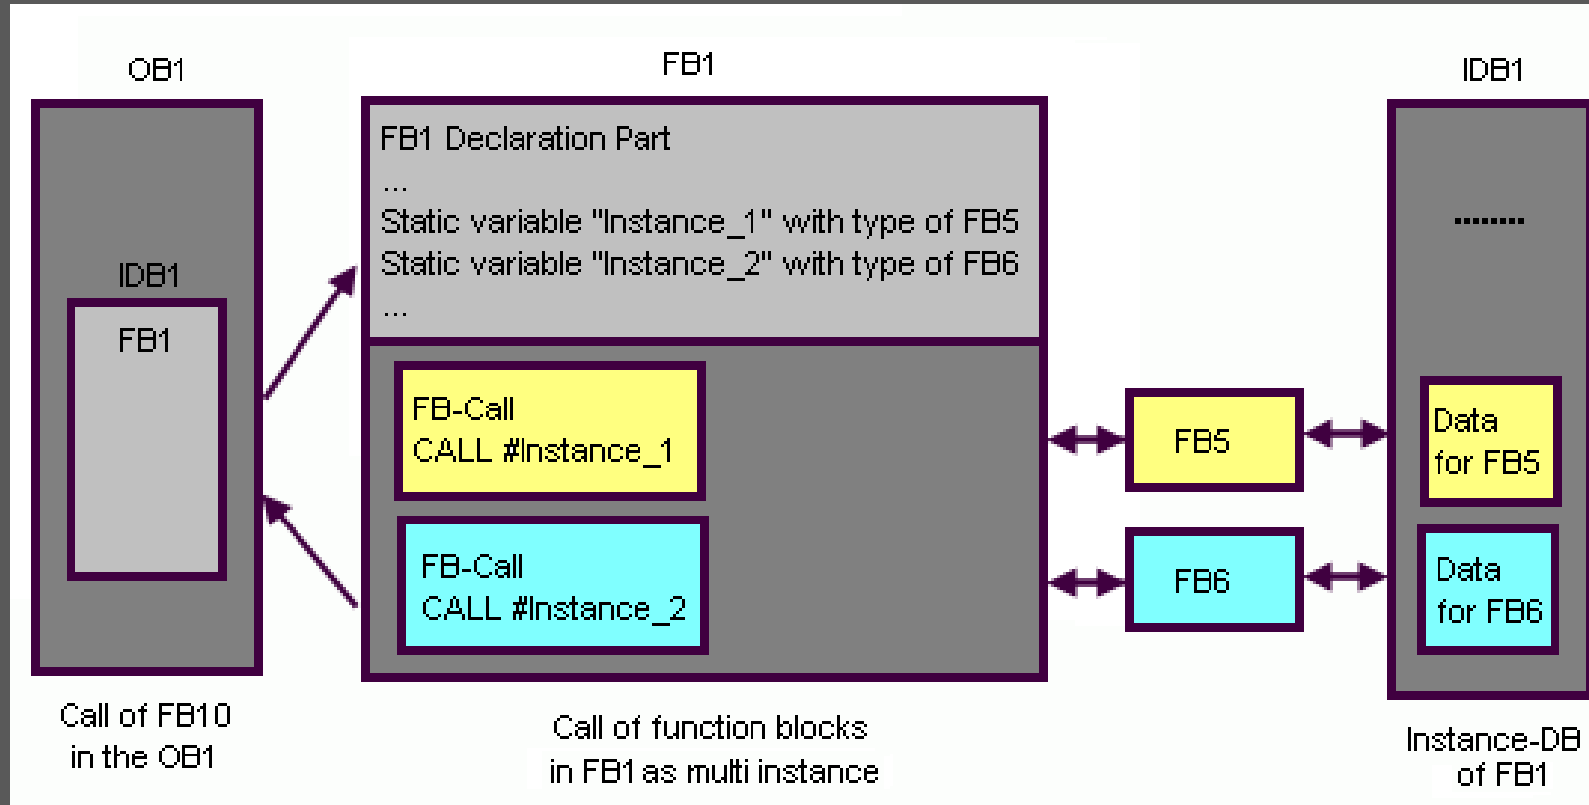 OB1
IDB1
FB1
Call of FB10
in the OB1
FB1
FB1 Declaration Part
...
Static variable "Instance_1" with type of FB5
Static variable "Instance_2" with type of FB6
...
FB-Call
CALL #Instance_1
FB-Call
CALL #Instance_2
Call of function blocks
in FB1 as multi instance
FB5
FB6
IDB1
........
Data
for FB5
Data
for FB6
Instance-DB
of FB1